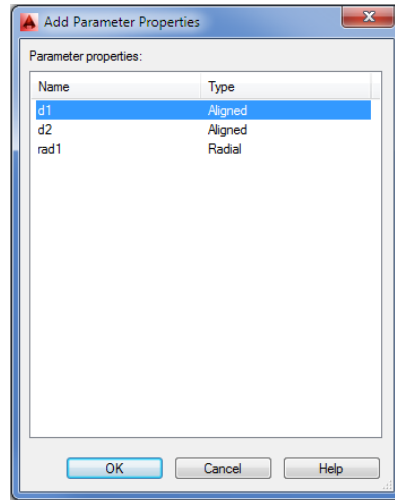 Add Parameter Properties
Parameter properties:
Name Type
d1 Aligned
d2 Aligned
rad1 Radial
OK Cancel Help